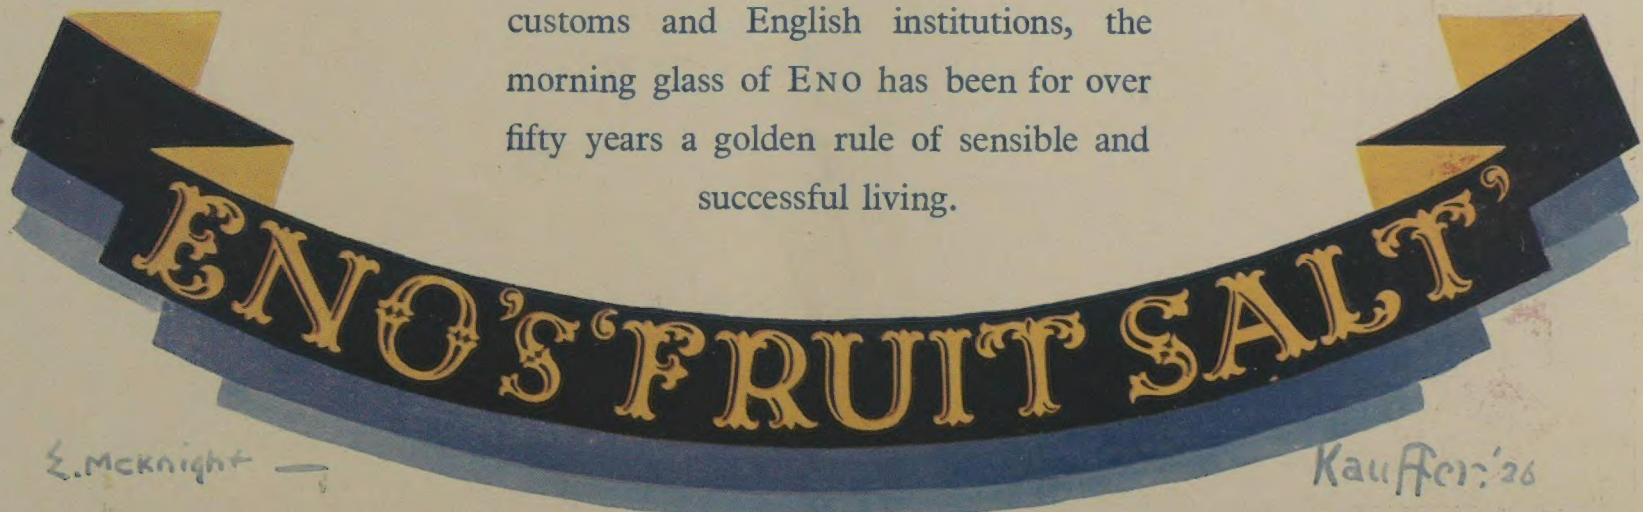 customs and English institutions, the
morning glass of ENO has been for over
fifty years a golden rule of sensible and
successful living.
ENO'S ‘FRUIT SALT’
E. McKnight — Kauffer. '26